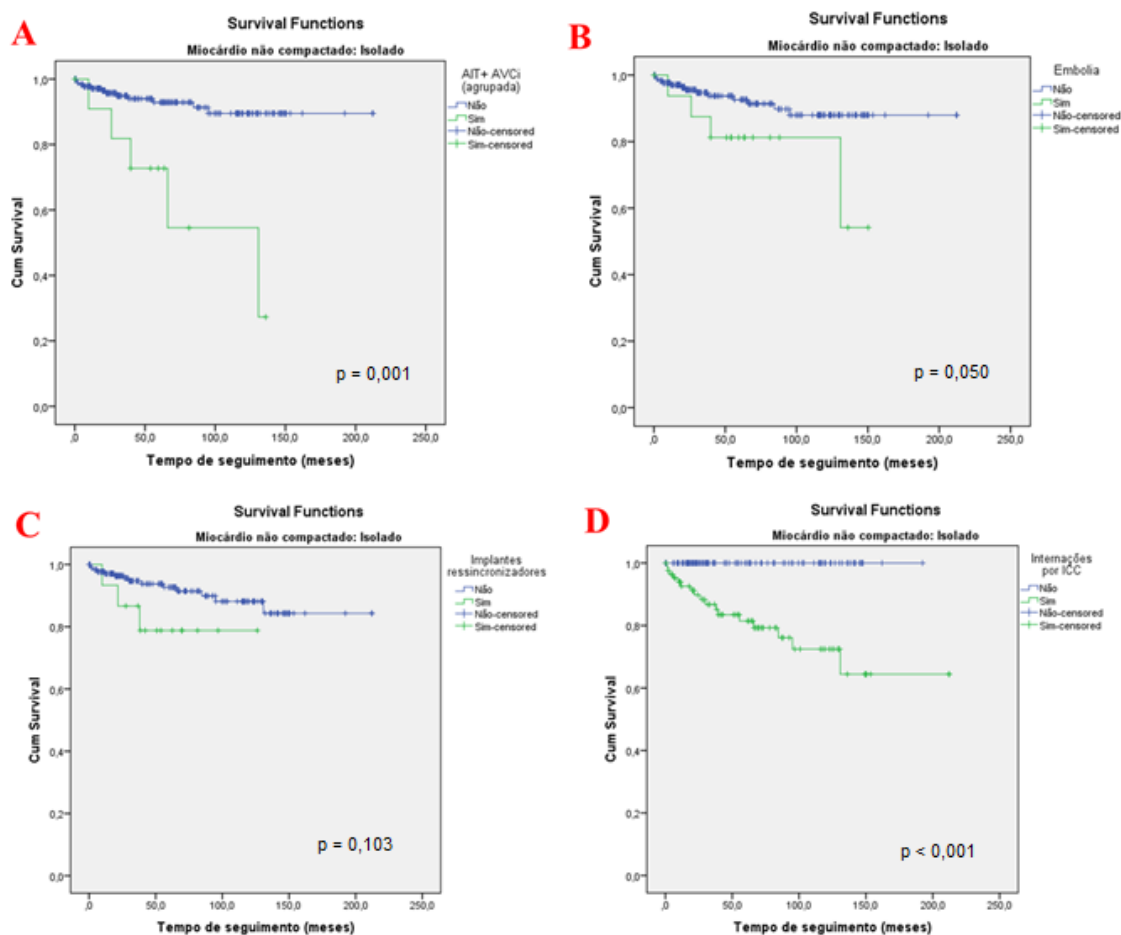 A
Survival Functions
Miocárdio não compactado: Isolado
AIT+ AVCi
(agrupada)
Não
Sim
Não-censored
Sim-censored
Cum Survival
1,0
0,8
0,6
0,4
0,2
0,0
p = 0,001
,0 50,0 100,0 150,0 200,0 250,0
Tempo de seguimento (meses)
B
Survival Functions
Miocárdio não compactado: Isolado
Embolia
Não
Sim
Não-censored
Sim-censored
Cum Survival
1,0
0,8
0,6
0,4
0,2
0,0
p = 0,050
,0 50,0 100,0 150,0 200,0 250,0
Tempo de seguimento (meses)
C
Survival Functions
Miocárdio não compactado: Isolado
Implantes
ressincronizadores
Não
Sim
Não-censored
Sim-censored
Cum Survival
1,0
0,8
0,6
0,4
0,2
0,0
p = 0,103
,0 50,0 100,0 150,0 200,0 250,0
Tempo de seguimento (meses)
D
Survival Functions
Miocárdio não compactado: Isolado
Internações
por ICC
Não
Sim
Não-censored
Sim-censored
Cum Survival
1,0
0,8
0,6
0,4
0,2
0,0
p < 0,001
,0 50,0 100,0 150,0 200,0 250,0
Tempo de seguimento (meses)